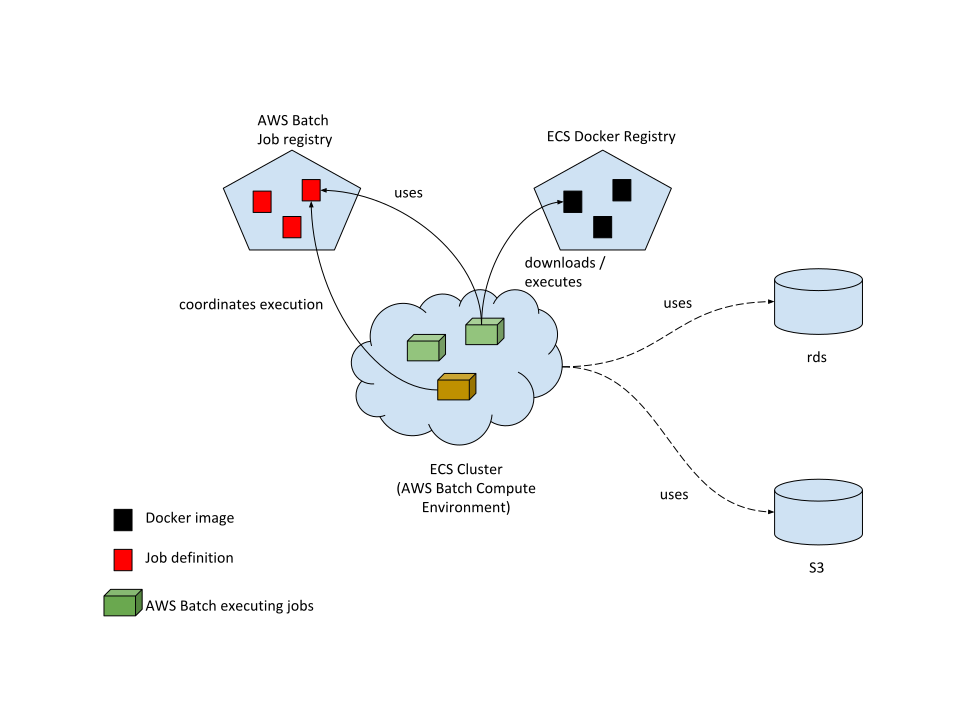 AWS Batch
Job registry
ECS Docker Registry
uses
downloads /
executes
coordinates execution
uses
rds
ECS Cluster
(AWS Batch Compute
Environment)
uses
Docker image
Job definition
S3
AWS Batch executing jobs